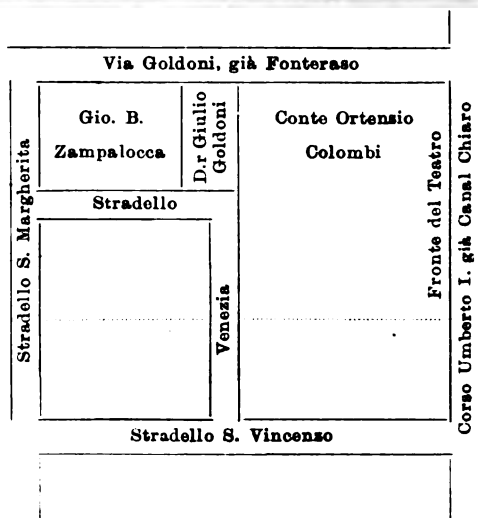 Via Goldoni, già Fonteraso
Gio. B.
Zampalocca
D.r Giulio
Goldoni
Conte Ortensio
Colombi
Stradello S. Margherita
Stradello
Venezia
Fronte del Teatro
Corso Umberto I. già Canal Chiaro
Stradello S. Vincenso